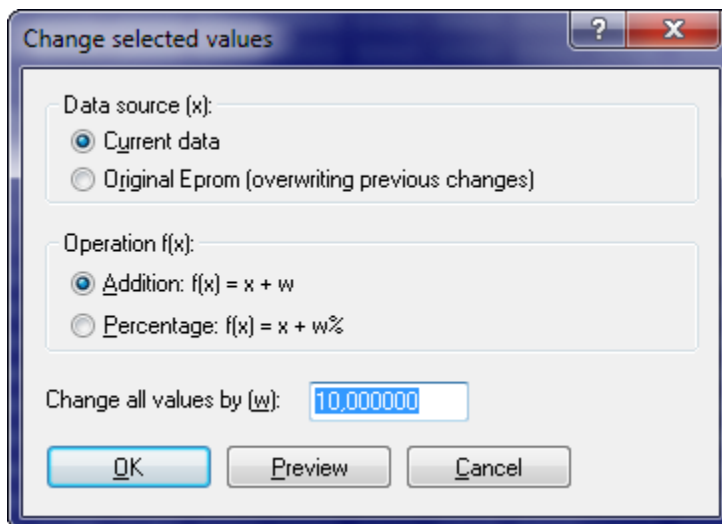 Change selected values
?
Data source (x):
Current data
Original Eprom (overwriting previous changes)
Operation f(x):
Addition: f(x) = x + w
Percentage: f(x) = x + w%
Change all values by (w): 10,000000
OK Preview Cancel